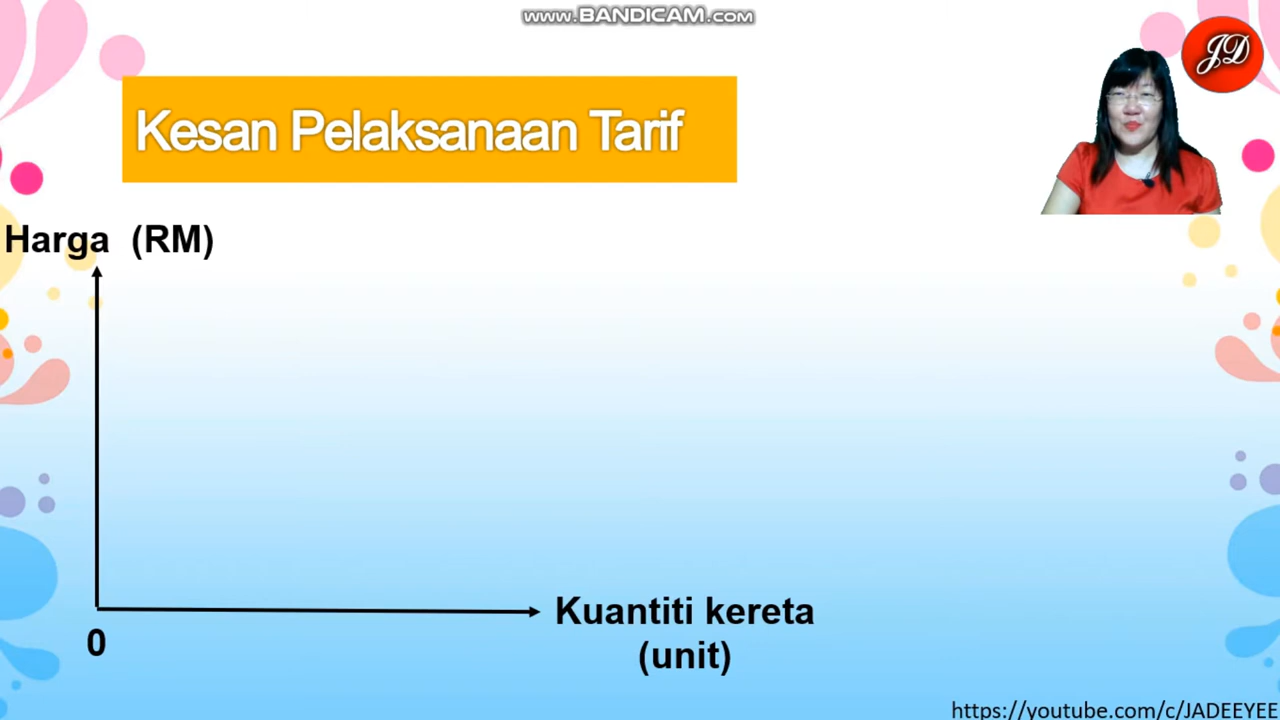 www.BANDICAM.com
JD
Kesan Pelaksanaan Tarif
Harga (RM)
0
Kuantiti kereta
(unit)
https://youtube.com/c/JADEEYEE